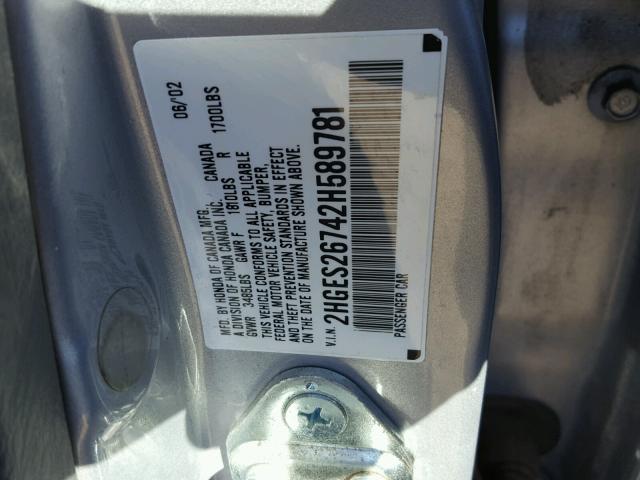 MFD. BY HONDA OF CANADA MFG. 06/'02
A DIVISION OF HONDA CANADA INC. / CANADA
GVWR 3485LBS GAWR F 1800LBS R 1700LBS
THIS VEHICLE CONFORMS TO ALL APPLICABLE
FEDERAL MOTOR VEHICLE SAFETY, BUMPER,
AND THEFT PREVENTION STANDARDS IN EFFECT
ON THE DATE OF MANUFACTURE SHOWN ABOVE.
V.I.N. 2HGES26742H589781
PASSENGER CAR